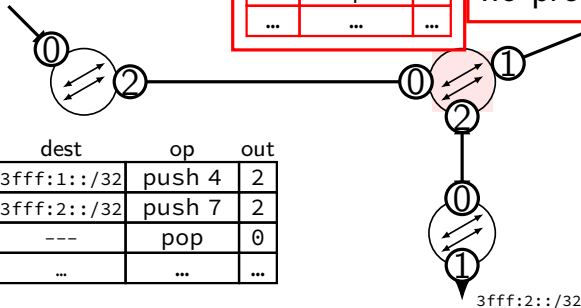 … … …
0
2
0
1
2
dest op out
3fff:1::/32 push 4 2
3fff:2::/32 push 7 2
--- pop 0
… … …
0
1
3fff:2::/32